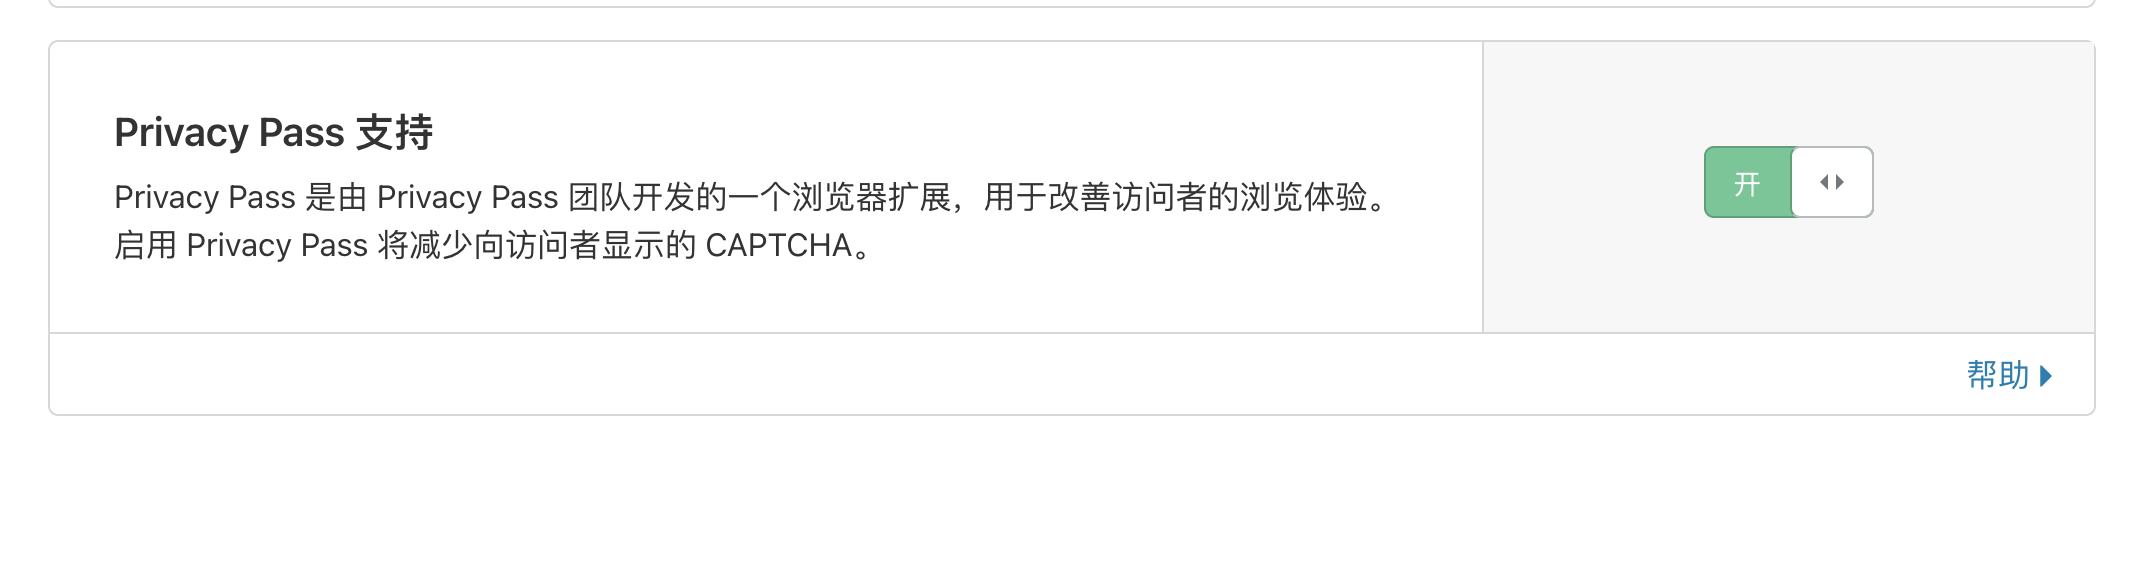 Privacy Pass 支持
Privacy Pass 是由 Privacy Pass 团队开发的一个浏览器扩展，用于改善访问者的浏览体验。
启用 Privacy Pass 将减少向访问者显示的 CAPTCHA。
开
帮助